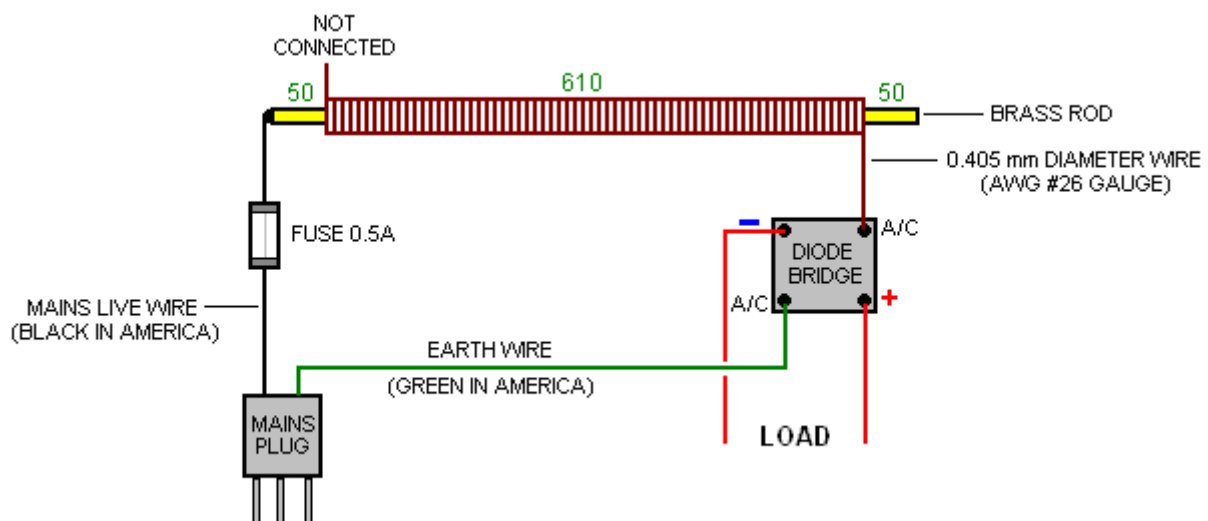 NOT
CONNECTED
50
610
50
BRASS ROD
0.405 mm DIAMETER WIRE
(AWG #26 GAUGE)
FUSE 0.5A
–
A/C
DIODE
BRIDGE
A/C
+
MAINS LIVE WIRE
(BLACK IN AMERICA)
EARTH WIRE
(GREEN IN AMERICA)
MAINS
PLUG
LOAD